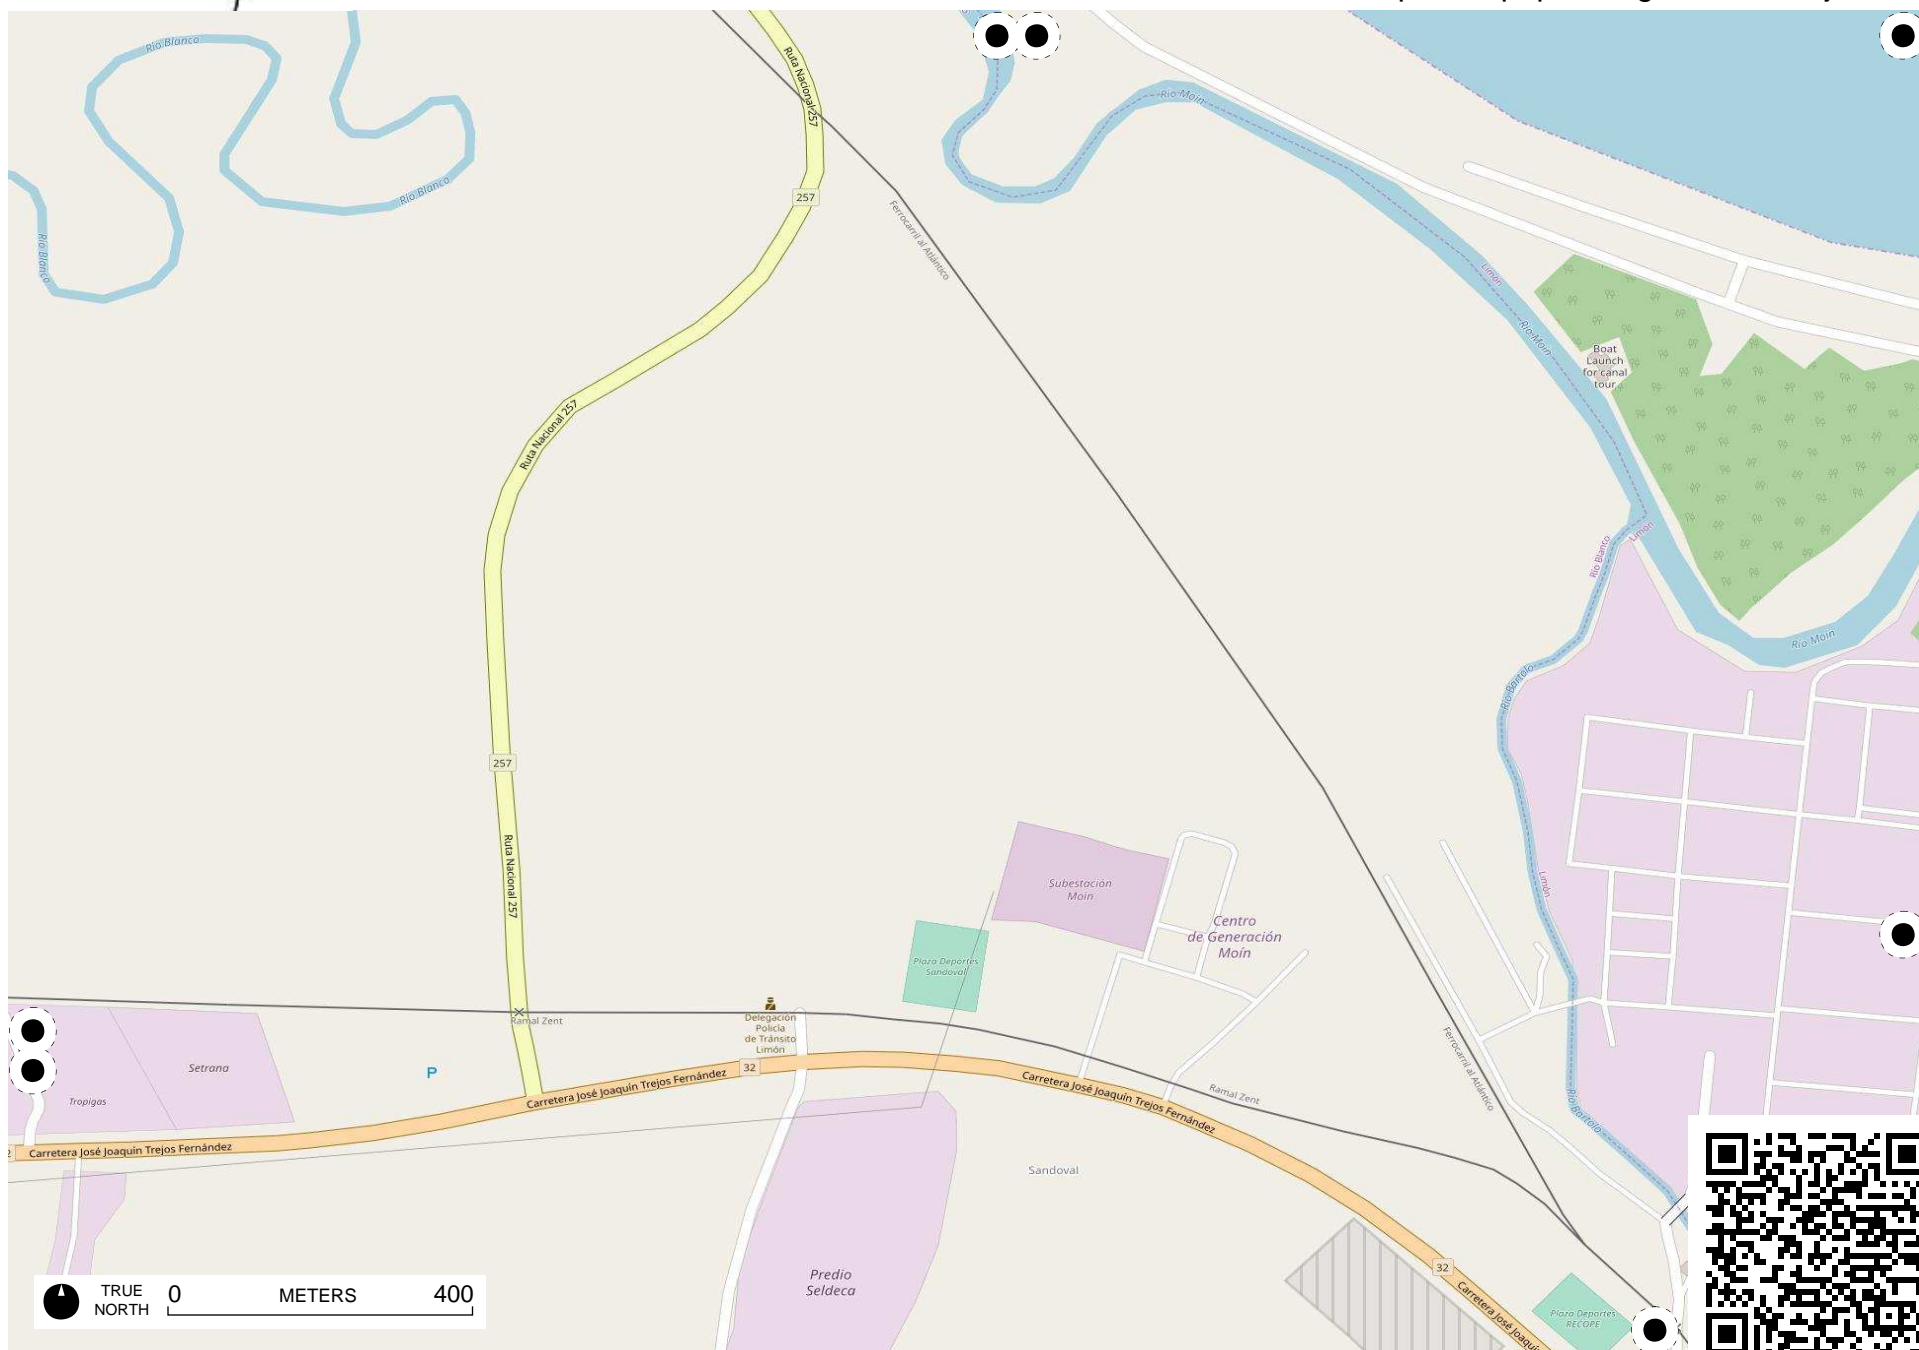 Río Blanco
Ruta Nacional 257
Río Moín
257
Río Blanco
Ferrocarril al Atlántico
Río Blanco
Limón
Río Moín
Boat
Launch
for canal
tour
Ruta Nacional 257
Limón
Río Blanco
Río Moín
Río Bartolo
257
Ruta Nacional 257
Subestación
Moín
Limón
Centro
de Generación
Moín
Plaza Deportes
Sandoval
Delegación
Policía
de Tránsito
Limón
Ramal Zent
Setrana
P
32
Tropigas
Carretera José Joaquín Trejos Fernández
Carretera José Joaquín Trejos Fernández
Ramal Zent
Ferrocarril al Atlántico
Río Bartolo
Carretera José Joaquín Trejos Fernández
Sandoval
Predio
Seldeca
32
Carretera José Joaqu
Plaza Deportes
RECOPE
TRUE
NORTH
0 METERS 400